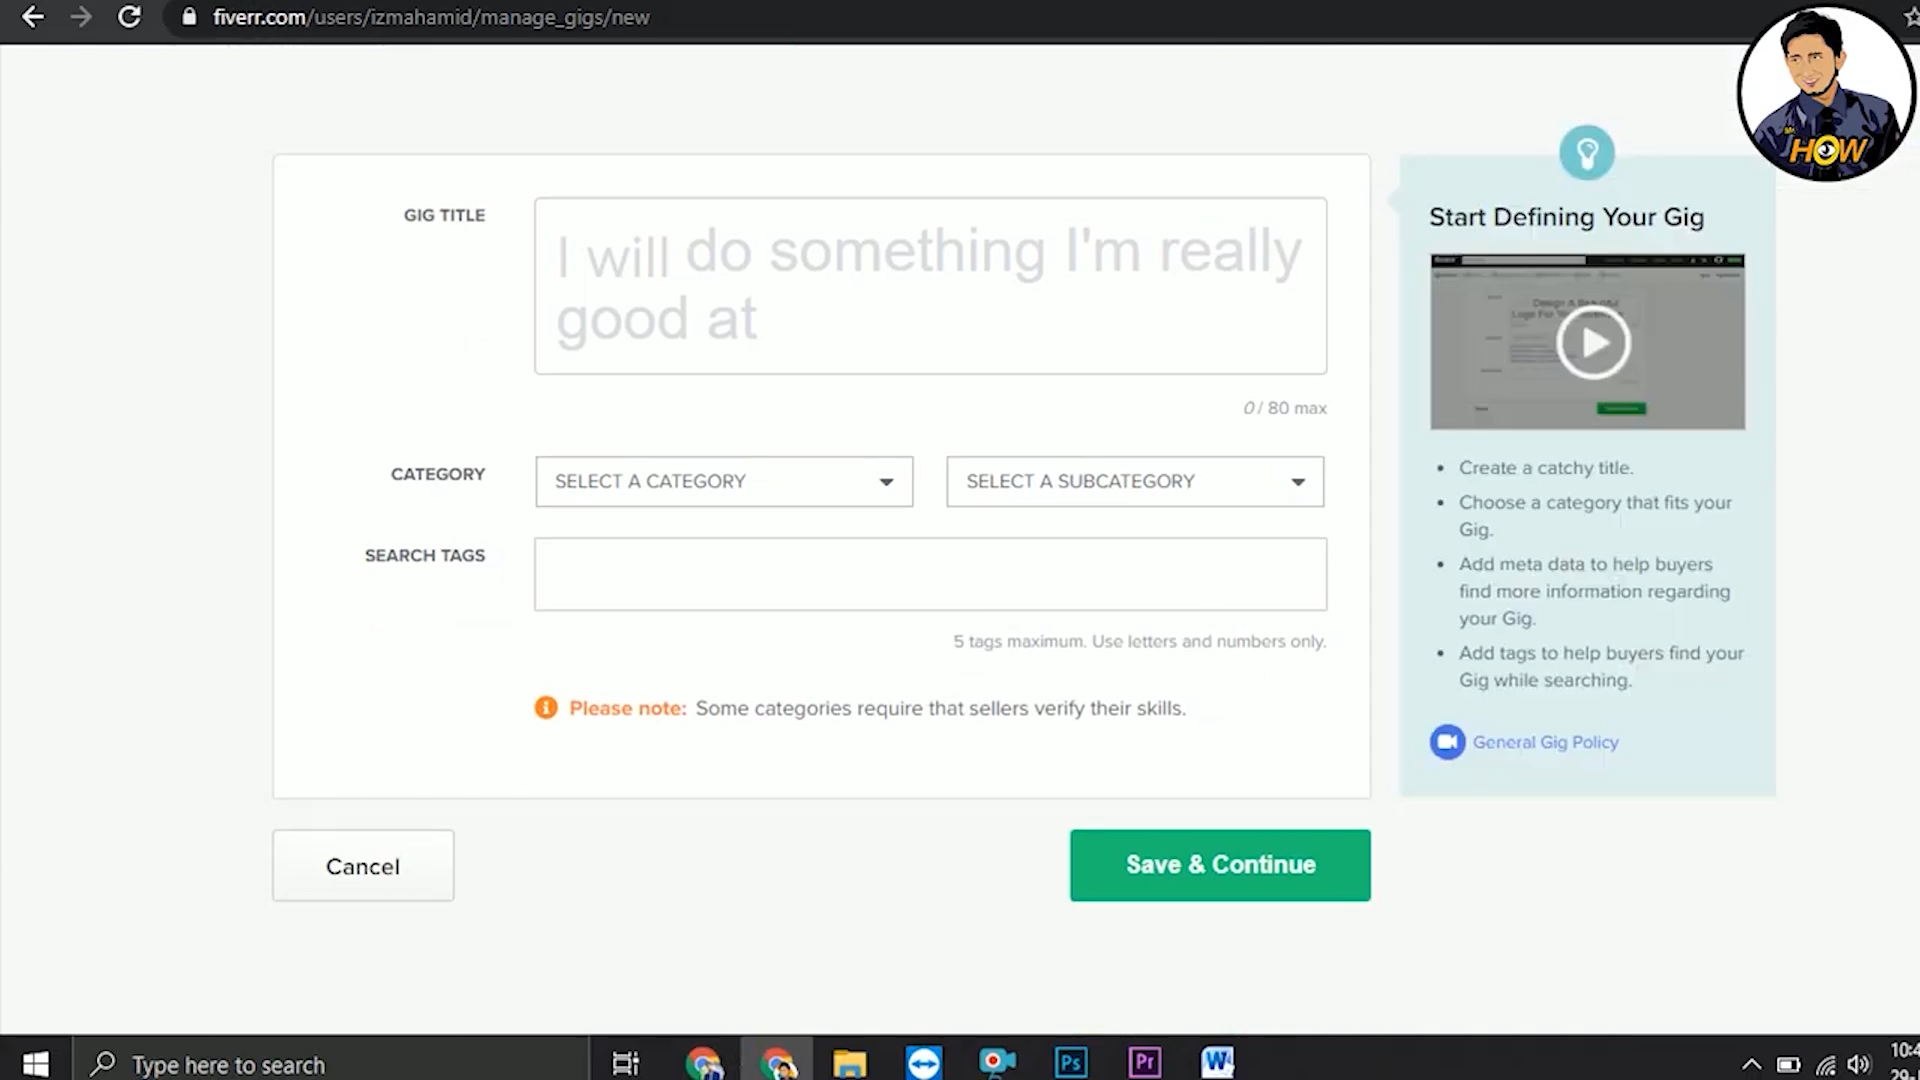 fiverr.com/users/izmahamid/manage_gigs/new
HOW
GIG TITLE
I will do something I'm really
good at
0 / 80 max
CATEGORY
SELECT A CATEGORY
SELECT A SUBCATEGORY
SEARCH TAGS
5 tags maximum. Use letters and numbers only.
Please note: Some categories require that sellers verify their skills.
Cancel
Save & Continue
Start Defining Your Gig
• Create a catchy title.
• Choose a category that fits your
Gig.
• Add meta data to help buyers
find more information regarding
your Gig.
• Add tags to help buyers find your
Gig while searching.
General Gig Policy
Type here to search
Ps
Pr
W
10:4